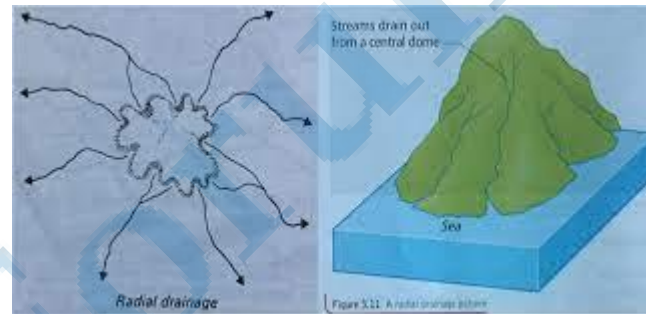 Radial drainage
Streams drain out
from a central dome
Sea
Figure 5.11 A radial drainage pattern